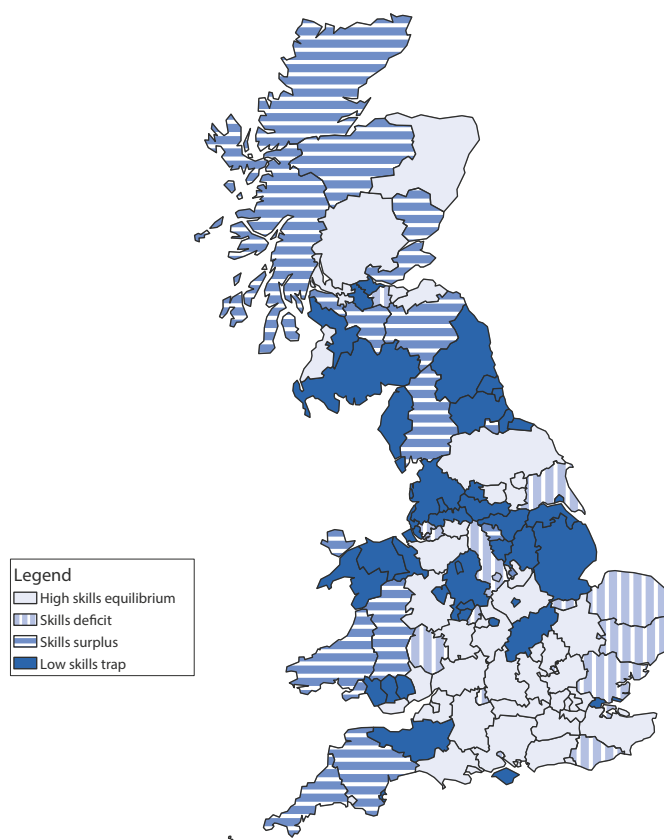 Legend
High skills equilibrium
Skills deficit
Skills surplus
Low skills trap